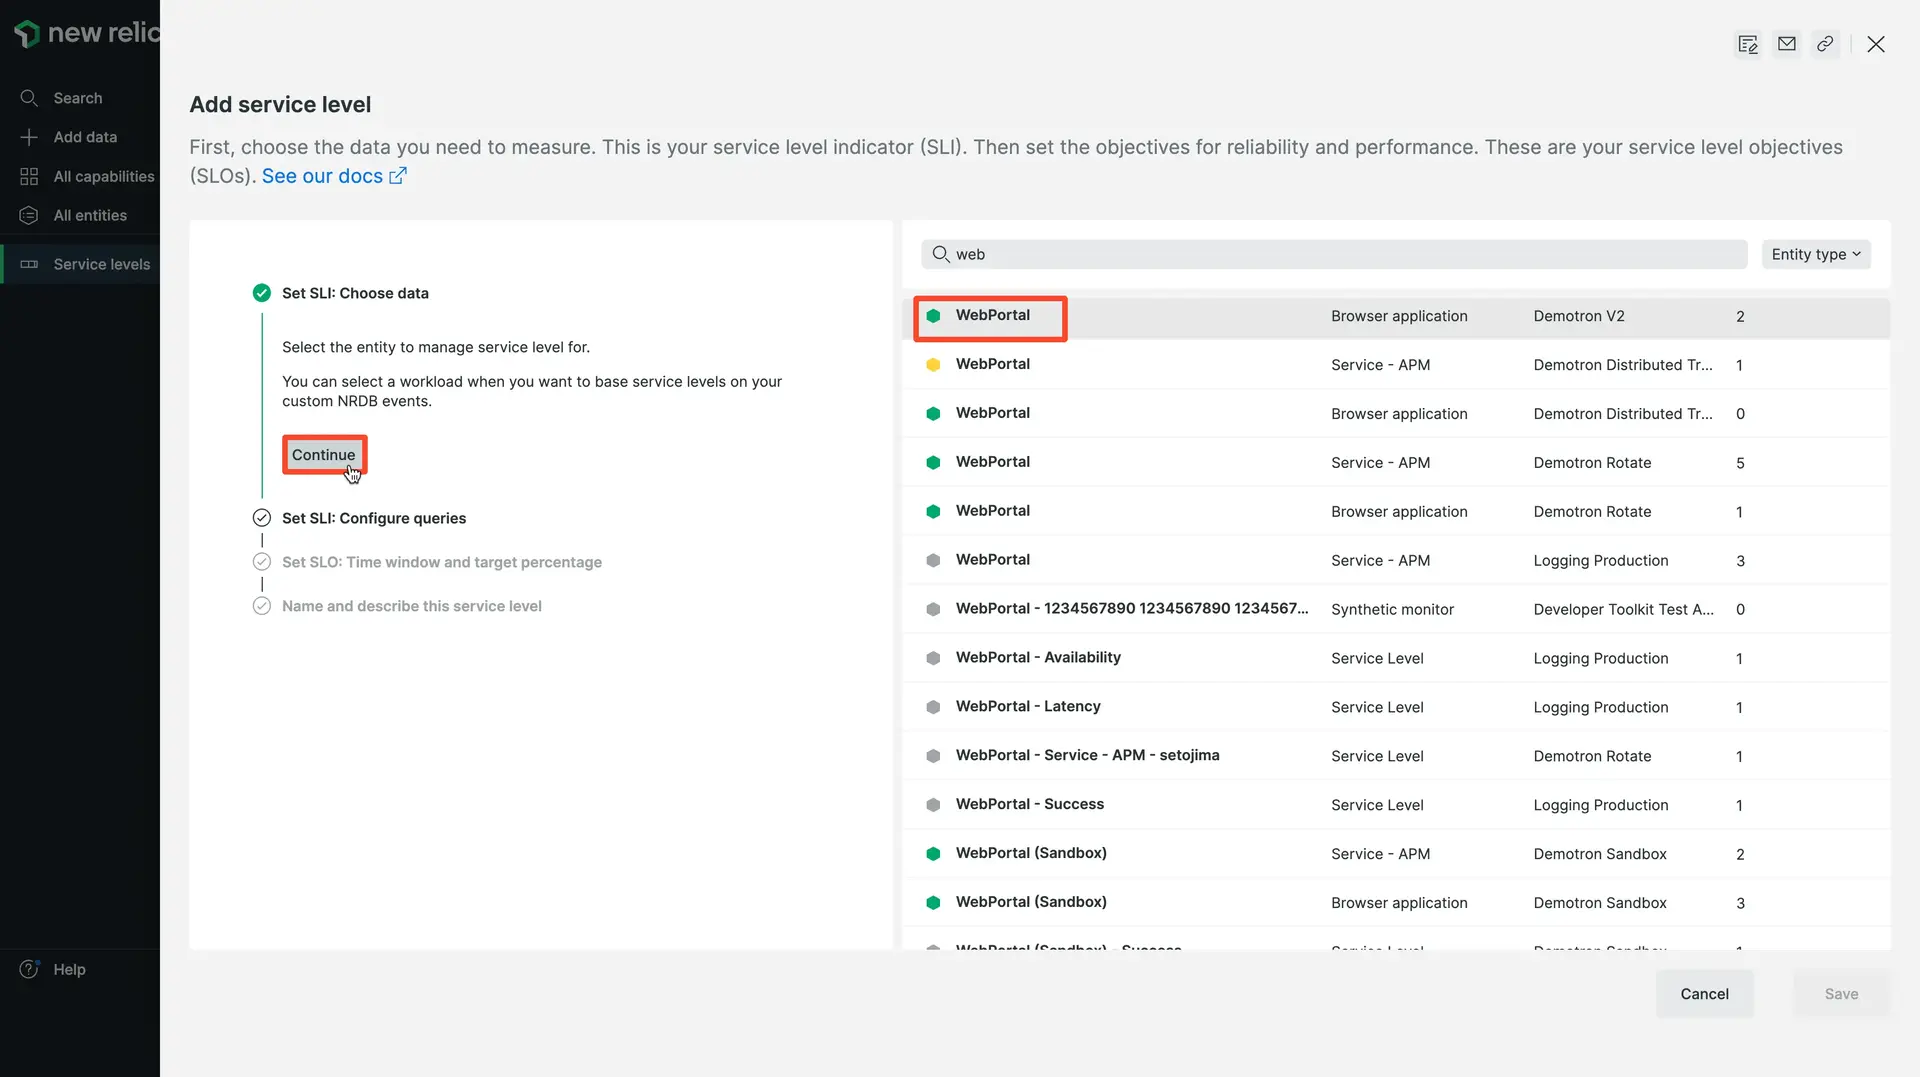 new relic
Search
Add data
All capabilities
All entities
Service levels
Help
Add service level
First, choose the data you need to measure. This is your service level indicator (SLI). Then set the objectives for reliability and performance. These are your service level objectives
(SLOs). See our docs
Set SLI: Choose data
Select the entity to manage service level for.
You can select a workload when you want to base service levels on your
custom NRDB events.
Continue
Set SLI: Configure queries
Set SLO: Time window and target percentage
Name and describe this service level
web
Entity type
WebPortal Browser application Demotron V2 2
WebPortal Service - APM Demotron Distributed Tr... 1
WebPortal Browser application Demotron Distributed Tr... 0
WebPortal Service - APM Demotron Rotate 5
WebPortal Browser application Demotron Rotate 1
WebPortal Service - APM Logging Production 3
WebPortal - 1234567890 1234567890 1234567... Synthetic monitor Developer Toolkit Test A... 0
WebPortal - Availability Service Level Logging Production 1
WebPortal - Latency Service Level Logging Production 1
WebPortal - Service - APM - setojima Service Level Demotron Rotate 1
WebPortal - Success Service Level Logging Production 1
WebPortal (Sandbox) Service - APM Demotron Sandbox 2
WebPortal (Sandbox) Browser application Demotron Sandbox 3
WebPortal (Sandbox) - Success Service Level Demotron Sandbox 1
Cancel
Save